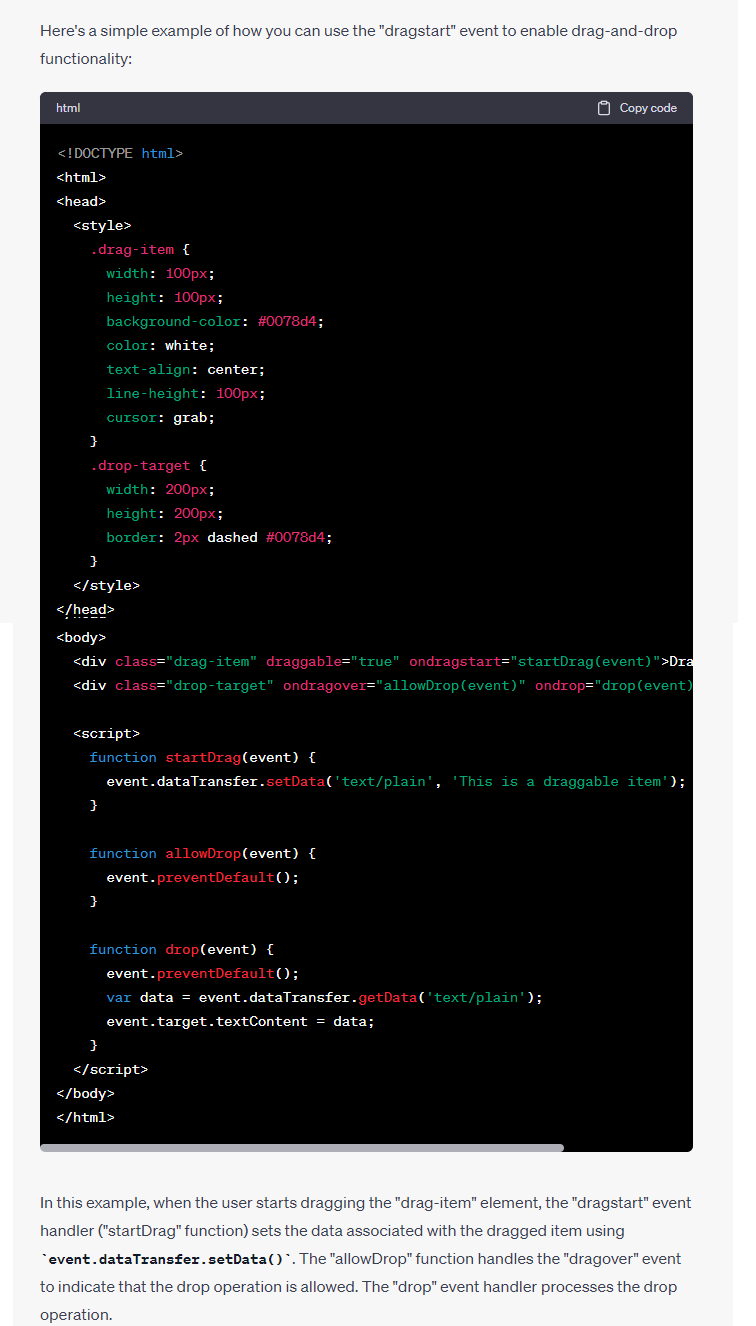 Here's a simple example of how you can use the "dragstart" event to enable drag-and-drop
functionality:
html
Copy code
<!DOCTYPE html>
<html>
<head>
  <style>
    .drag-item {
      width: 100px;
      height: 100px;
      background-color: #0078d4;
      color: white;
      text-align: center;
      line-height: 100px;
      cursor: grab;
    }
    .drop-target {
      width: 200px;
      height: 200px;
      border: 2px dashed #0078d4;
    }
  </style>
</head>
<body>
  <div class="drag-item" draggable="true" ondragstart="startDrag(event)">Dra
  <div class="drop-target" ondragover="allowDrop(event)" ondrop="drop(event)
  <script>
    function startDrag(event) {
      event.dataTransfer.setData('text/plain', 'This is a draggable item');
    }
    function allowDrop(event) {
      event.preventDefault();
    }
    function drop(event) {
      event.preventDefault();
      var data = event.dataTransfer.getData('text/plain');
      event.target.textContent = data;
    }
  </script>
</body>
</html>
In this example, when the user starts dragging the "drag-item" element, the "dragstart" event
handler ("startDrag" function) sets the data associated with the dragged item using
`event.dataTransfer.setData()`. The "allowDrop" function handles the "dragover" event
to indicate that the drop operation is allowed. The "drop" event handler processes the drop
operation.